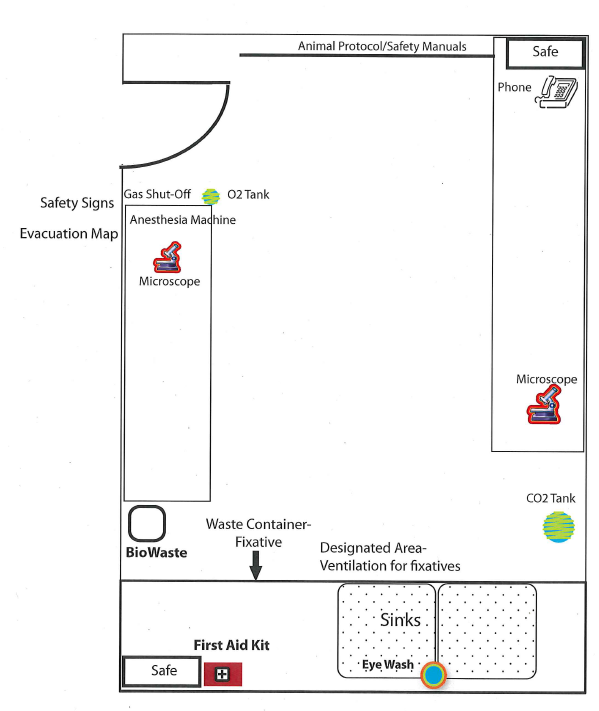 Animal Protocol/Safety Manuals
Safe
Phone
Gas Shut-Off
O2 Tank
Safety Signs
Anesthesia Machine
Evacuation Map
Microscope
Microscope
CO2 Tank
Waste Container-
Fixative
BioWaste
Designated Area-
Ventilation for fixatives
Sinks
First Aid Kit
Safe
Eye Wash